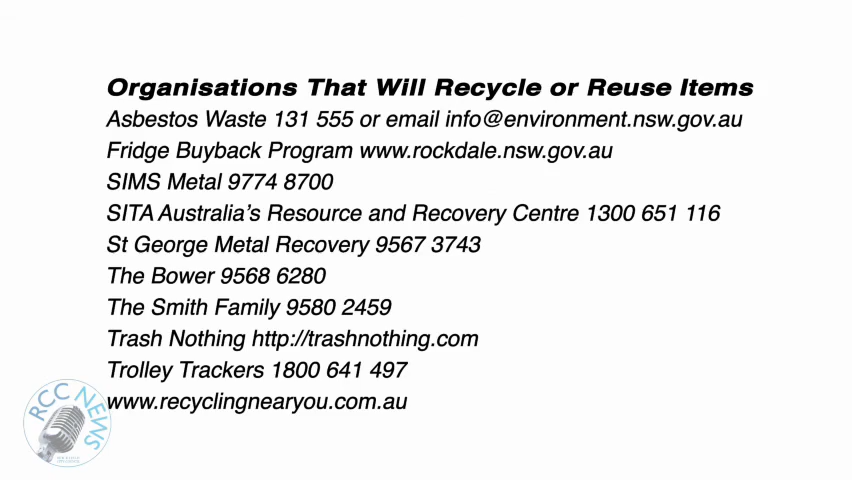 Organisations That Will Recycle or Reuse Items
Asbestos Waste 131 555 or email info@environment.nsw.gov.au
Fridge Buyback Program www.rockdale.nsw.gov.au
SIMS Metal 9774 8700
SITA Australia's Resource and Recovery Centre 1300 651 116
St George Metal Recovery 9567 3743
The Bower 9568 6280
The Smith Family 9580 2459
Trash Nothing http://trashnothing.com
Trolley Trackers 1800 641 497
www.recyclingnearyou.com.au
RCC NEWS